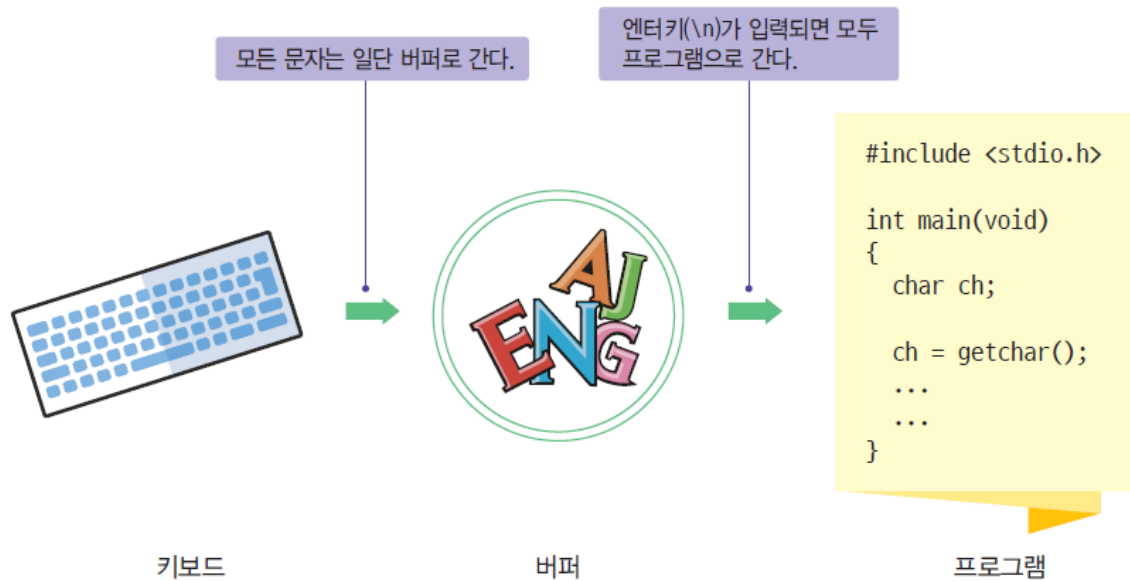 모든 문자는 일단 버퍼로 간다.
엔터키(\n)가 입력되면 모두
프로그램으로 간다.
#include <stdio.h>
int main(void)
{
char ch;
ch = getchar();
...
...
}
AJ
ENG
키보드
버퍼
프로그램